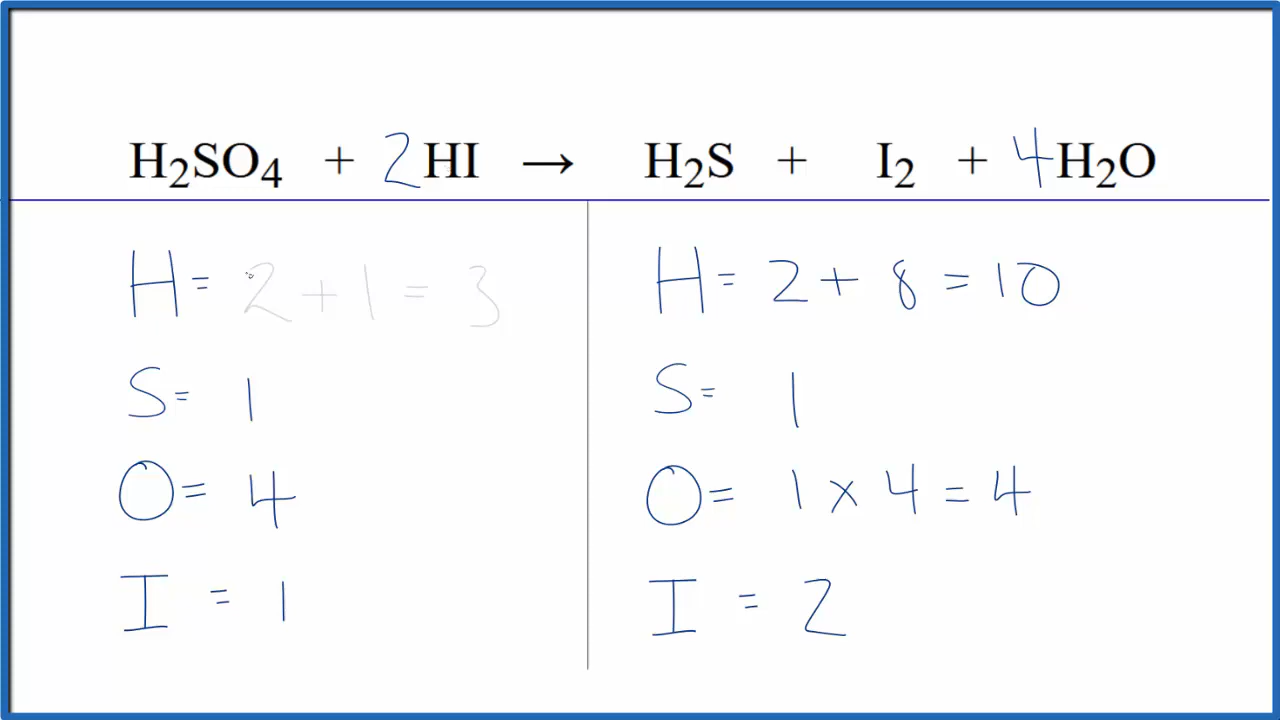 H₂SO₄ + 2HI → H₂S + I₂ + 4H₂O
H = 2 + 1 = 3
H = 2 + 8 = 10
S = 1
S = 1
O = 4
O = 1 x 4 = 4
I = 1
I = 2